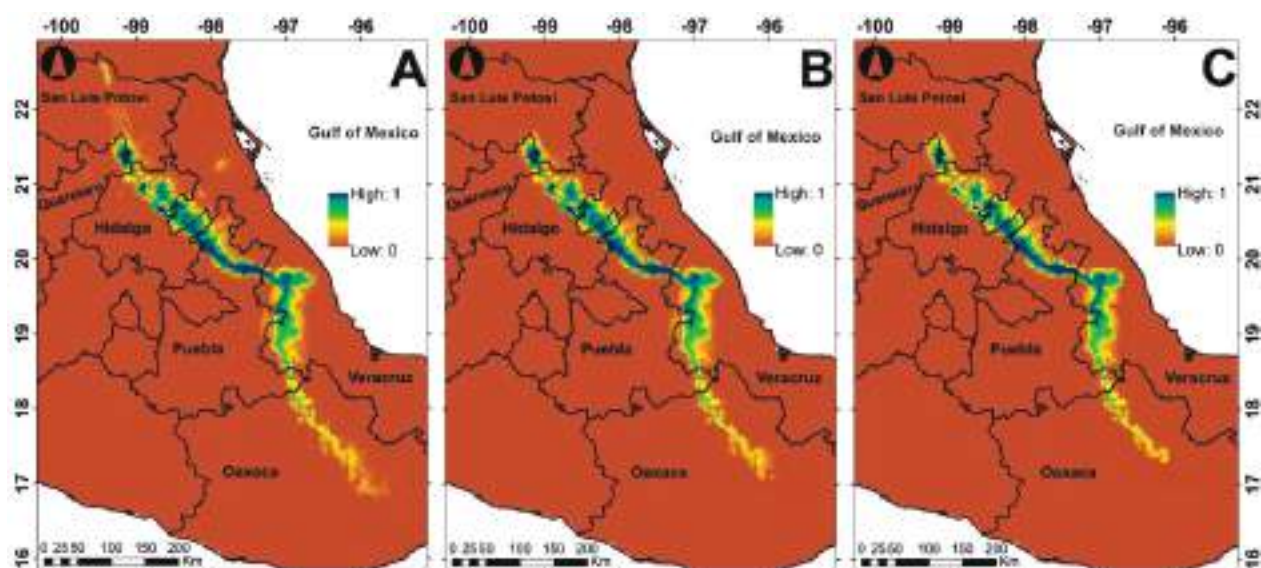 -100 -99 -98 -97 -96
-100 -99 -98 -97 -96
-100 -99 -98 -97 -96
A
B
C
San Luis Potosí
Gulf of Mexico
Querétaro
Hidalgo
High: 1
Low: 0
Puebla
Veracruz
Oaxaca
0 25 50 100 150 200
Km
San Luis Potosí
Gulf of Mexico
Querétaro
Hidalgo
High: 1
Low: 0
Puebla
Veracruz
Oaxaca
0 25 50 100 150 200
Km
San Luis Potosí
Gulf of Mexico
Querétaro
Hidalgo
High: 1
Low: 0
Puebla
Veracruz
Oaxaca
0 25 50 100 150 200
Km
22
21
20
19
18
17
16
22
21
20
19
18
17
16